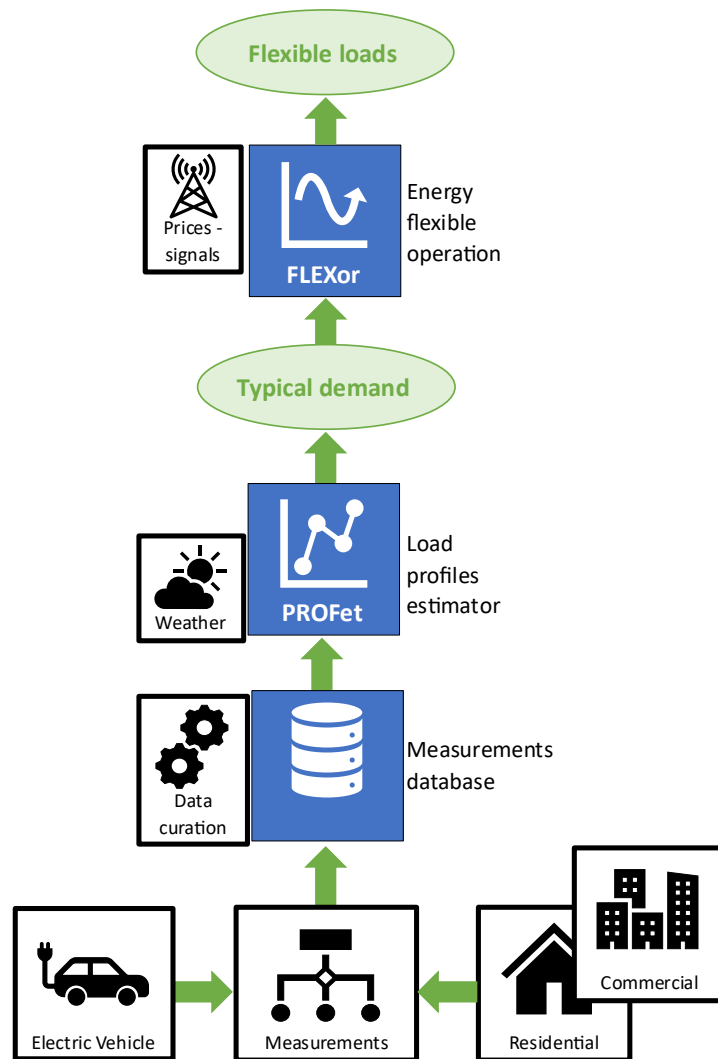 Flexible loads
Prices -
signals
FLEXor
Energy
flexible
operation
Typical demand
Weather
PROFet
Load
profiles
estimator
Data
curation
Measurements
database
Electric Vehicle
Measurements
Residential
Commercial